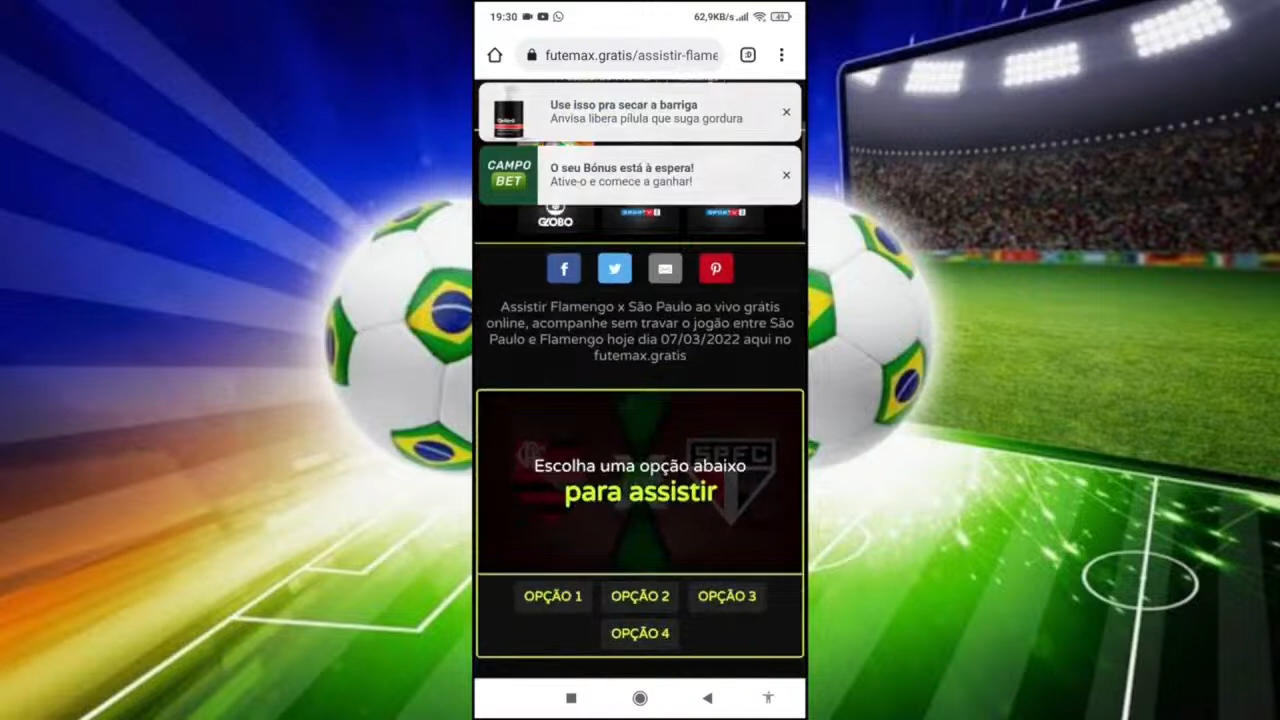 19:30
62,9KB/s
49
futemax.gratis/assistir-flame
:D
Use isso pra secar a barriga
Anvisa libera pílula que suga gordura
CAMPO
BET
O seu Bónus está à espera!
Ative-o e comece a ganhar!
GLOBO
Assistir Flamengo x São Paulo ao vivo grátis
online, acompanhe sem travar o jogão entre São
Paulo e Flamengo hoje dia 07/03/2022 aqui no
futemax.gratis
SPFC
Escolha uma opção abaixo
para assistir
OPÇÃO 1
OPÇÃO 2
OPÇÃO 3
OPÇÃO 4